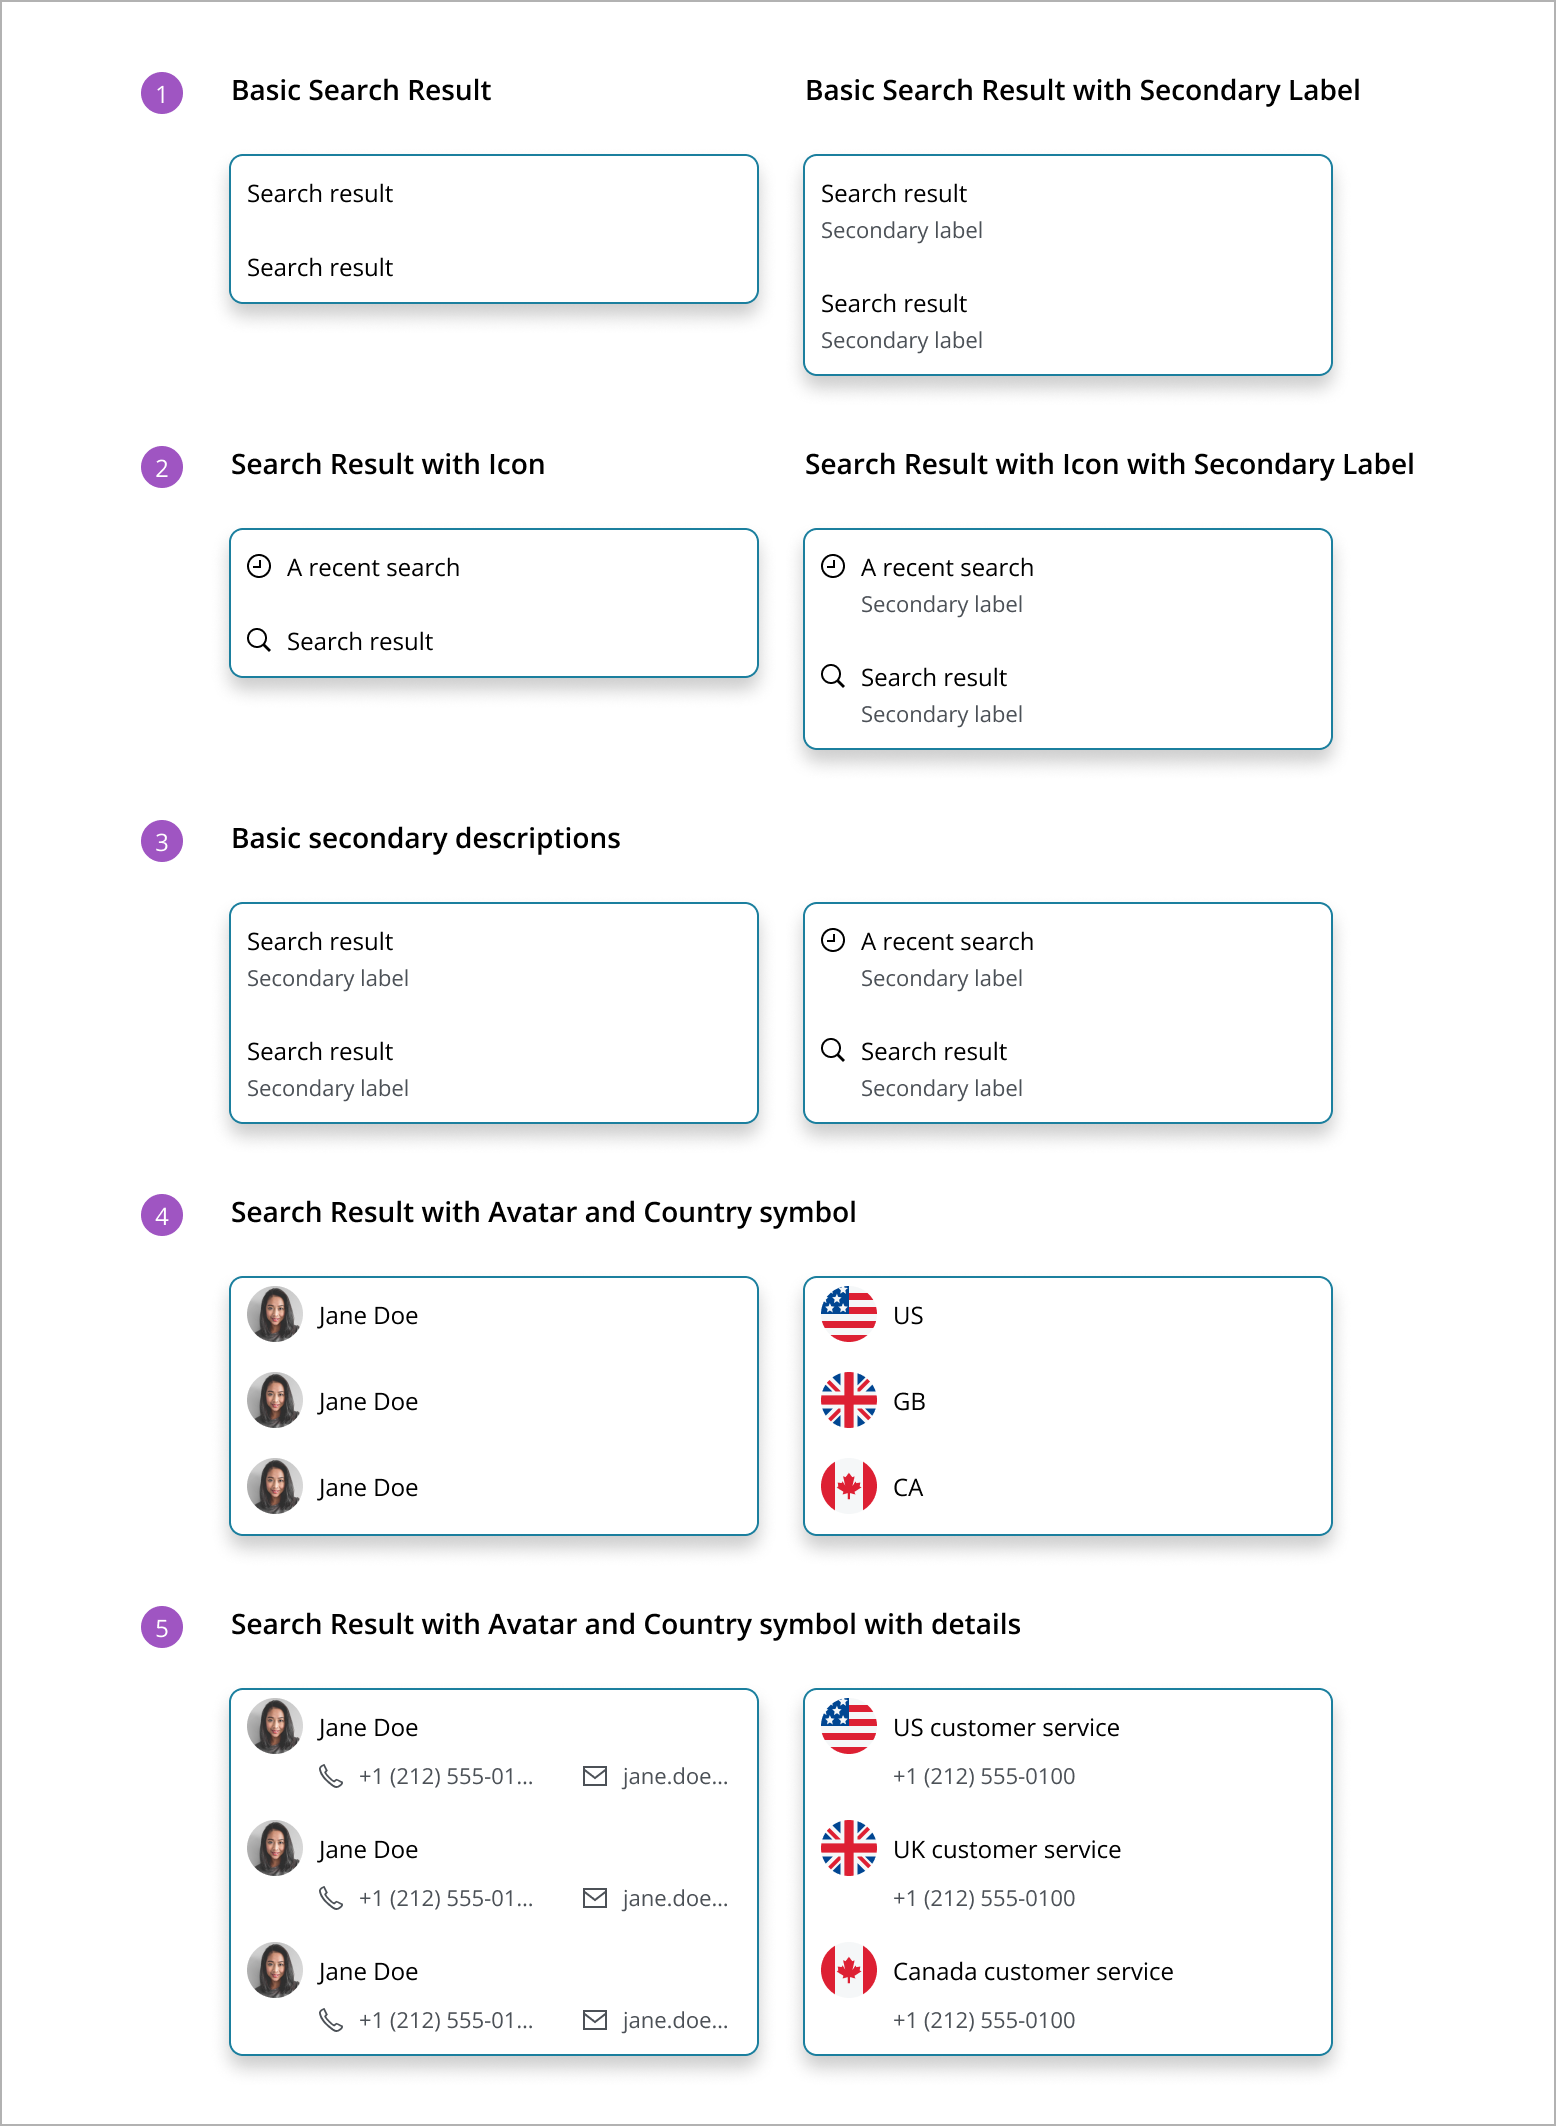 1
Basic Search Result
Basic Search Result with Secondary Label
Search result
Search result
Search result
Secondary label
Search result
Secondary label
2
Search Result with Icon
Search Result with Icon with Secondary Label
A recent search
Search result
A recent search
Secondary label
Search result
Secondary label
3
Basic secondary descriptions
Search result
Secondary label
Search result
Secondary label
A recent search
Secondary label
Search result
Secondary label
4
Search Result with Avatar and Country symbol
Jane Doe
Jane Doe
Jane Doe
US
GB
CA
5
Search Result with Avatar and Country symbol with details
Jane Doe
+1 (212) 555-01... jane.doe...
Jane Doe
+1 (212) 555-01... jane.doe...
Jane Doe
+1 (212) 555-01... jane.doe...
US customer service
+1 (212) 555-0100
UK customer service
+1 (212) 555-0100
Canada customer service
+1 (212) 555-0100